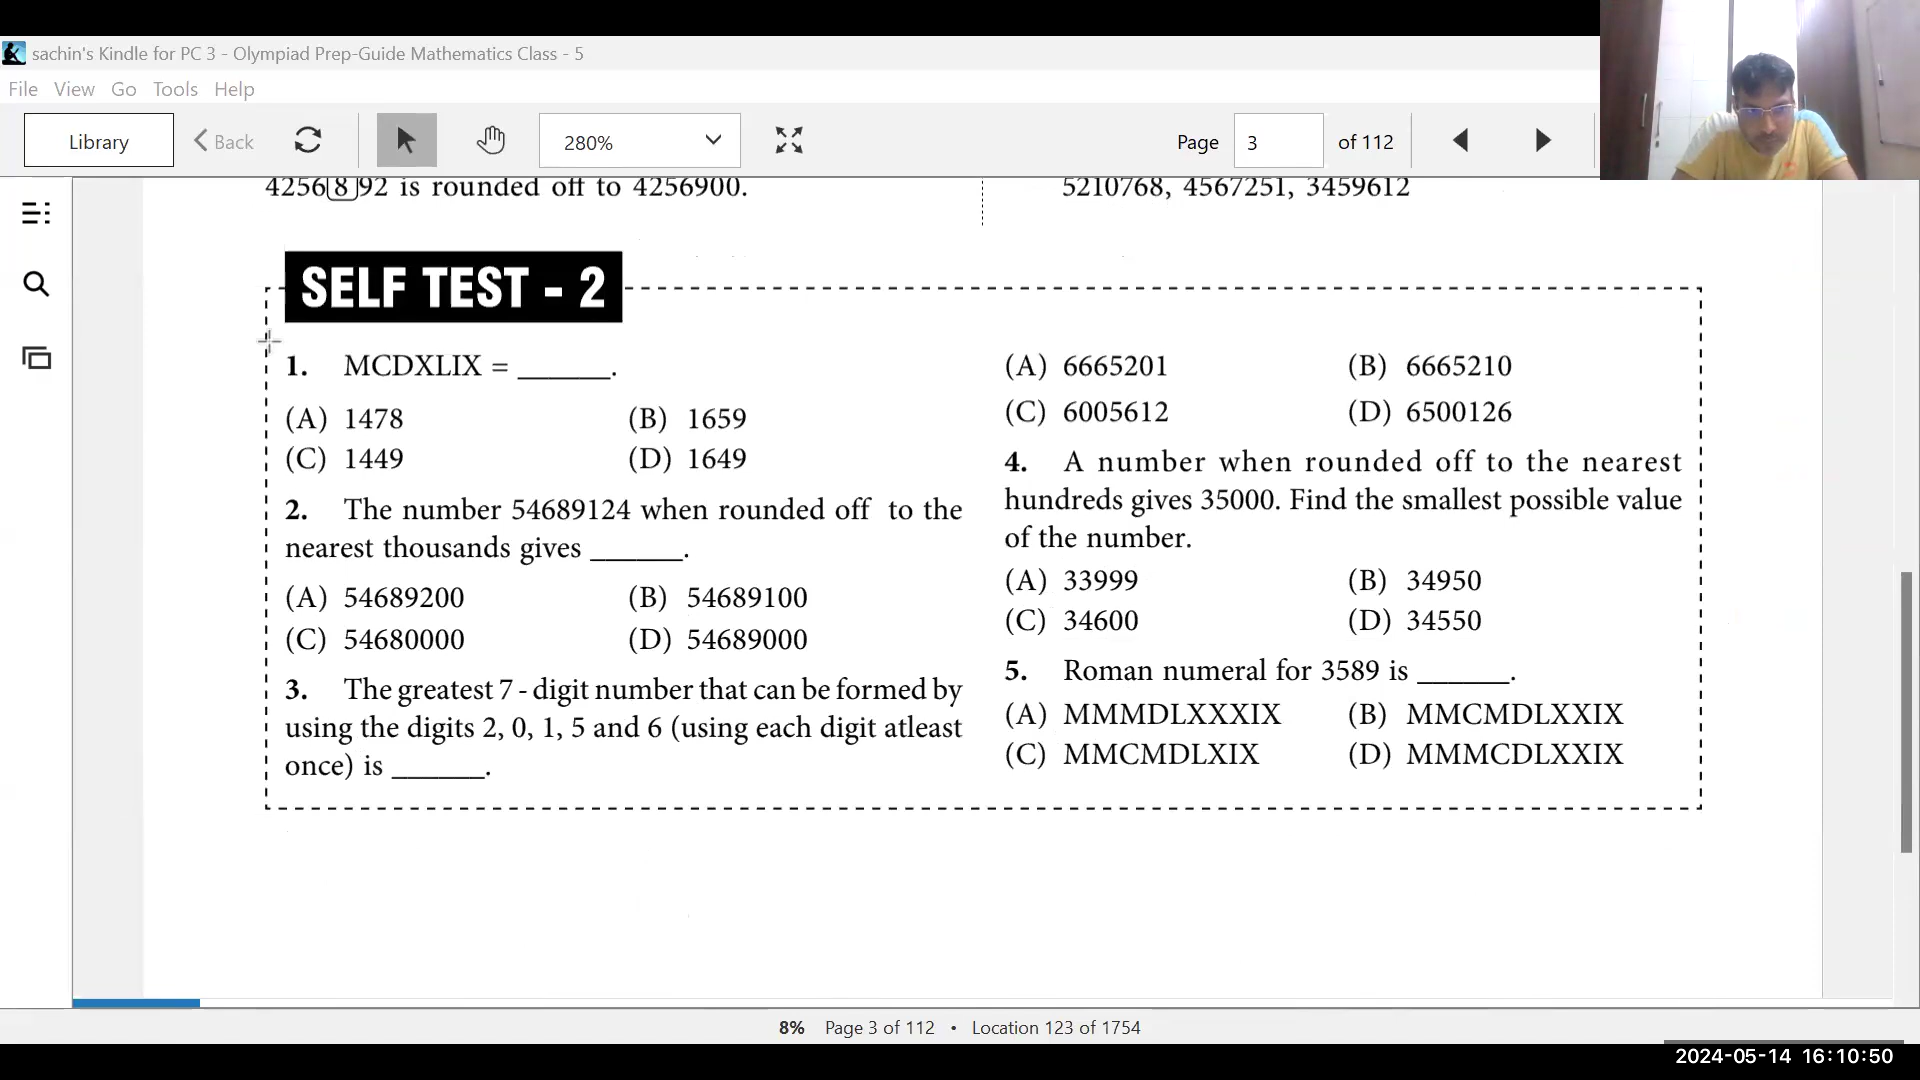 sachin's Kindle for PC 3 - Olympiad Prep-Guide Mathematics Class - 5
File View Go Tools Help
Library Back 280% Page 3 of 112
4256892 is rounded off to 4256900.
5210768, 4567251, 3459612
SELF TEST - 2
1. MCDXLIX = ______.
(A) 1478 (B) 1659
(C) 1449 (D) 1649
2. The number 54689124 when rounded off to the
nearest thousands gives ______.
(A) 54689200 (B) 54689100
(C) 54680000 (D) 54689000
3. The greatest 7 - digit number that can be formed by
using the digits 2, 0, 1, 5 and 6 (using each digit atleast
once) is ______.
(A) 6665201 (B) 6665210
(C) 6005612 (D) 6500126
4. A number when rounded off to the nearest
hundreds gives 35000. Find the smallest possible value
of the number.
(A) 33999 (B) 34950
(C) 34600 (D) 34550
5. Roman numeral for 3589 is ______.
(A) MMMDLXXXIX (B) MMCMDLXXIX
(C) MMCMDLXIX (D) MMMCDLXXIX
8% Page 3 of 112 • Location 123 of 1754
2024-05-14 16:10:50